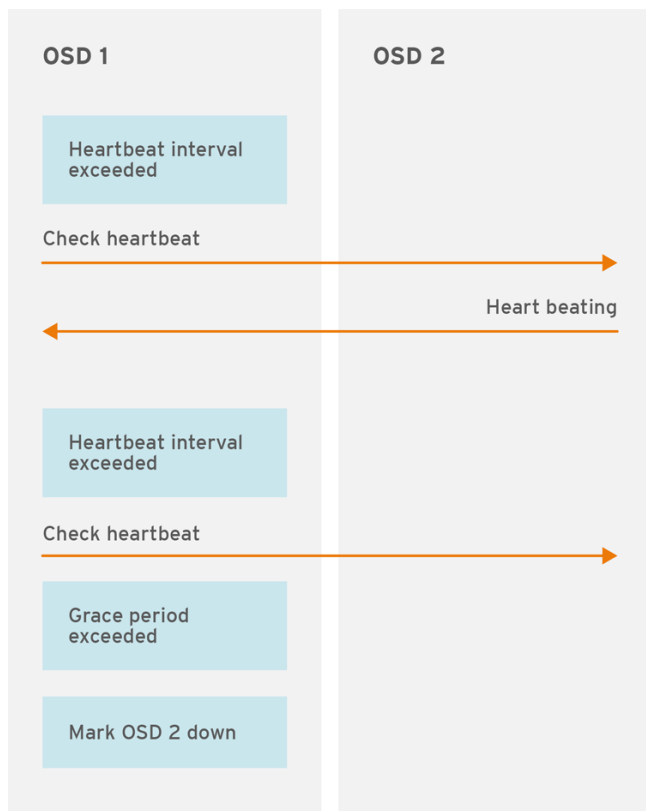 OSD 1
OSD 2
Heartbeat interval
exceeded
Check heartbeat
Heart beating
Heartbeat interval
exceeded
Check heartbeat
Grace period
exceeded
Mark OSD 2 down